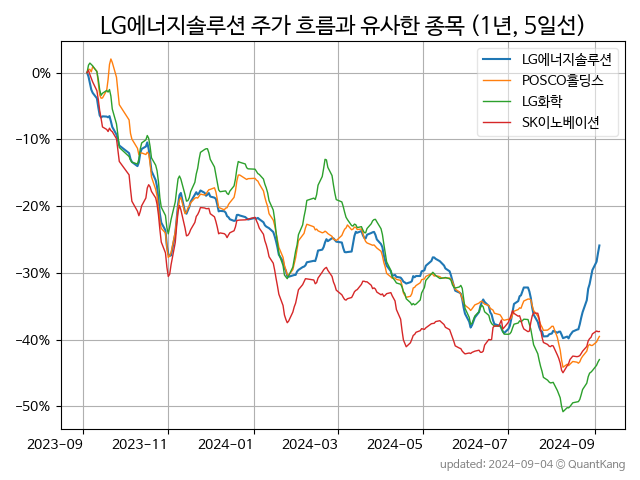 LG에너지솔루션 주가 흐름과 유사한 종목 (1년, 5일선)
LG에너지솔루션
POSCO홀딩스
LG화학
SK이노베이션
0%
−10%
−20%
−30%
−40%
−50%
2023-09 2023-11 2024-01 2024-03 2024-05 2024-07 2024-09
updated: 2024-09-04 © QuantKang